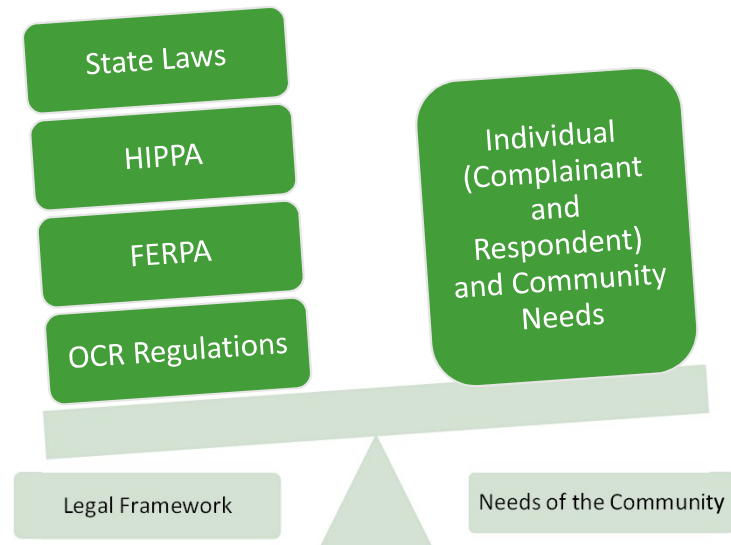 State Laws
HIPPA
FERPA
OCR Regulations
Individual
(Complainant
and
Respondent)
and Community
Needs
Legal Framework
Needs of the Community